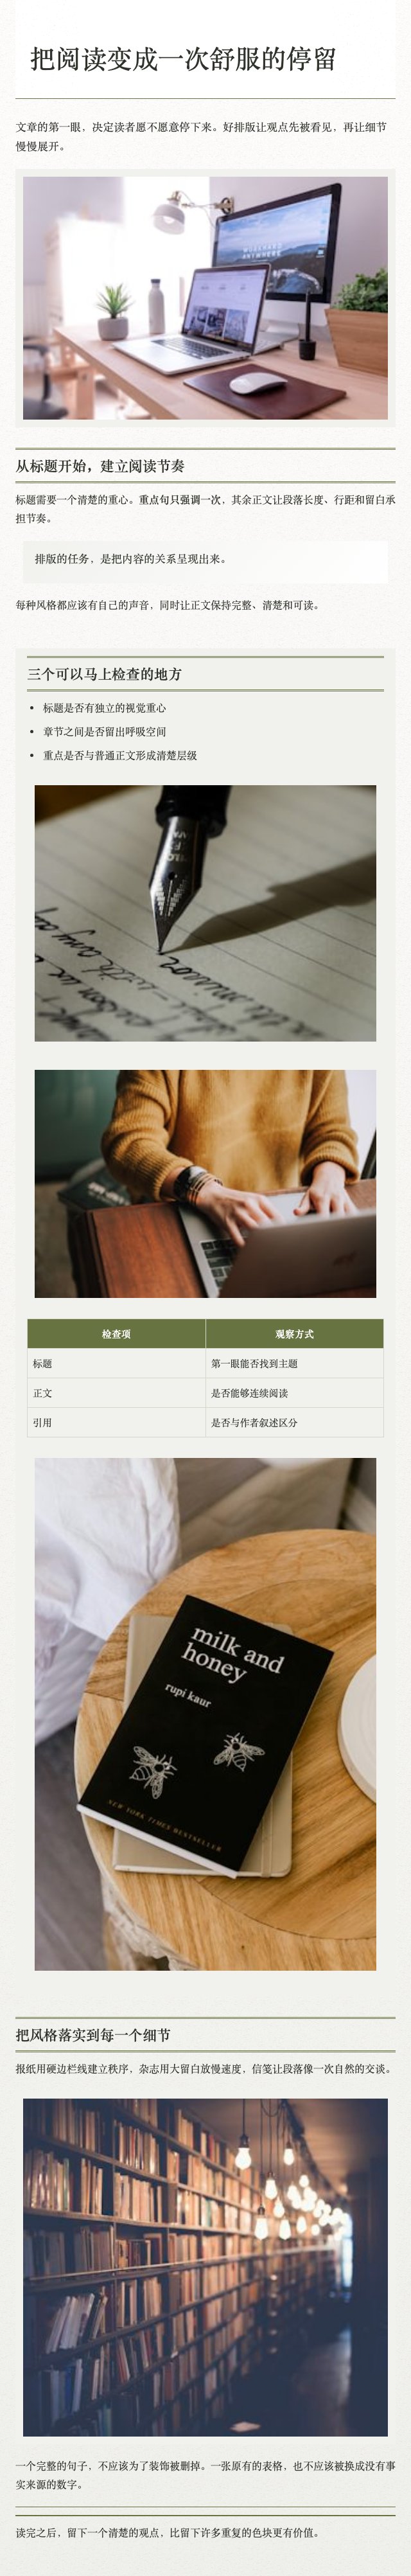 把阅读变成一次舒服的停留
文章的第一眼，决定读者愿不愿意停下来。好排版让观点先被看见，再让细节
慢慢展开。
从标题开始，建立阅读节奏
标题需要一个清楚的重心。重点句只强调一次，其余正文让段落长度、行距和留白承
担节奏。
排版的任务，是把内容的关系呈现出来。
每种风格都应该有自己的声音，同时让正文保持完整、清楚和可读。
三个可以马上检查的地方
• 标题是否有独立的视觉重心
• 章节之间是否留出呼吸空间
• 重点是否与普通正文形成清楚层级
检查项 观察方式
标题 第一眼能否找到主题
正文 是否能够连续阅读
引用 是否与作者叙述区分
milk and
honey
rupi kaur
NEW YORK TIMES BESTSELLER
把风格落实到每一个细节
报纸用硬边栏线建立秩序，杂志用大留白放慢速度，信笺让段落像一次自然的交谈。
一个完整的句子，不应该为了装饰被删掉。一张原有的表格，也不应该被换成没有事
实来源的数字。
读完之后，留下一个清楚的观点，比留下许多重复的色块更有价值。